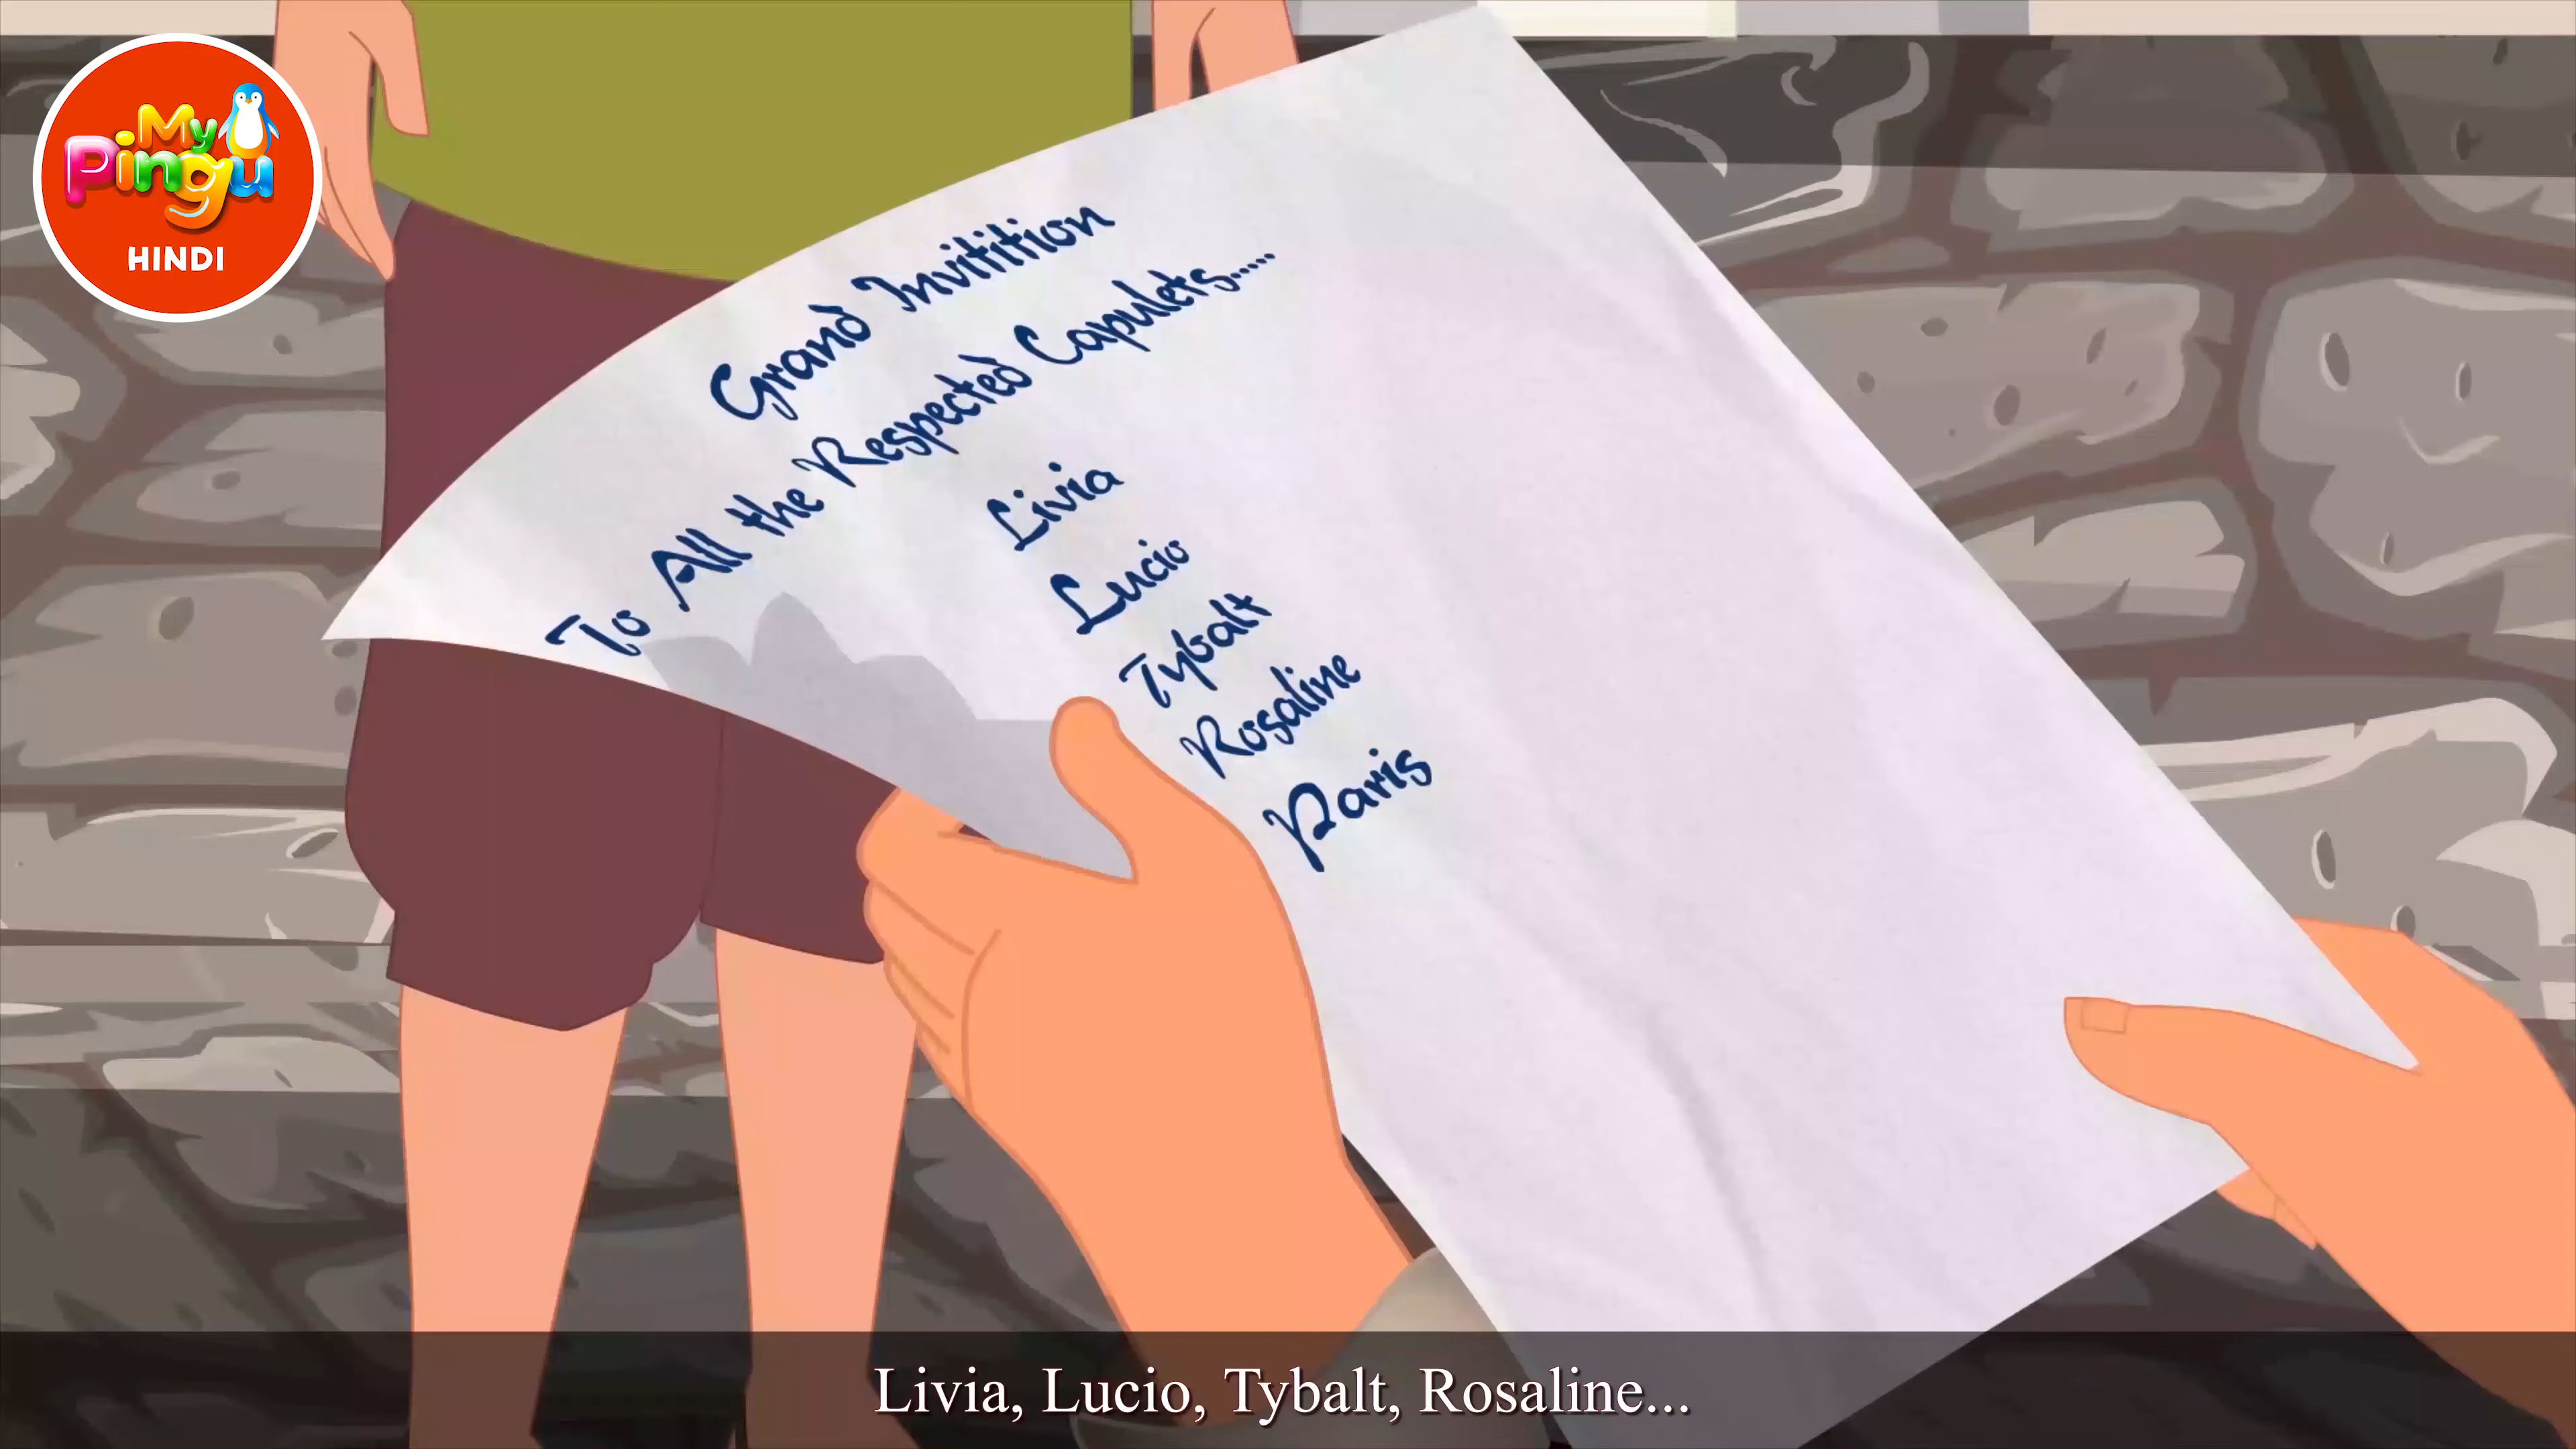 My
Pingu
HINDI
Grand Invitition
To All the Respected Capulets.....
Livia
Lucio
Tybalt
Rosaline
Paris
Livia, Lucio, Tybalt, Rosaline...